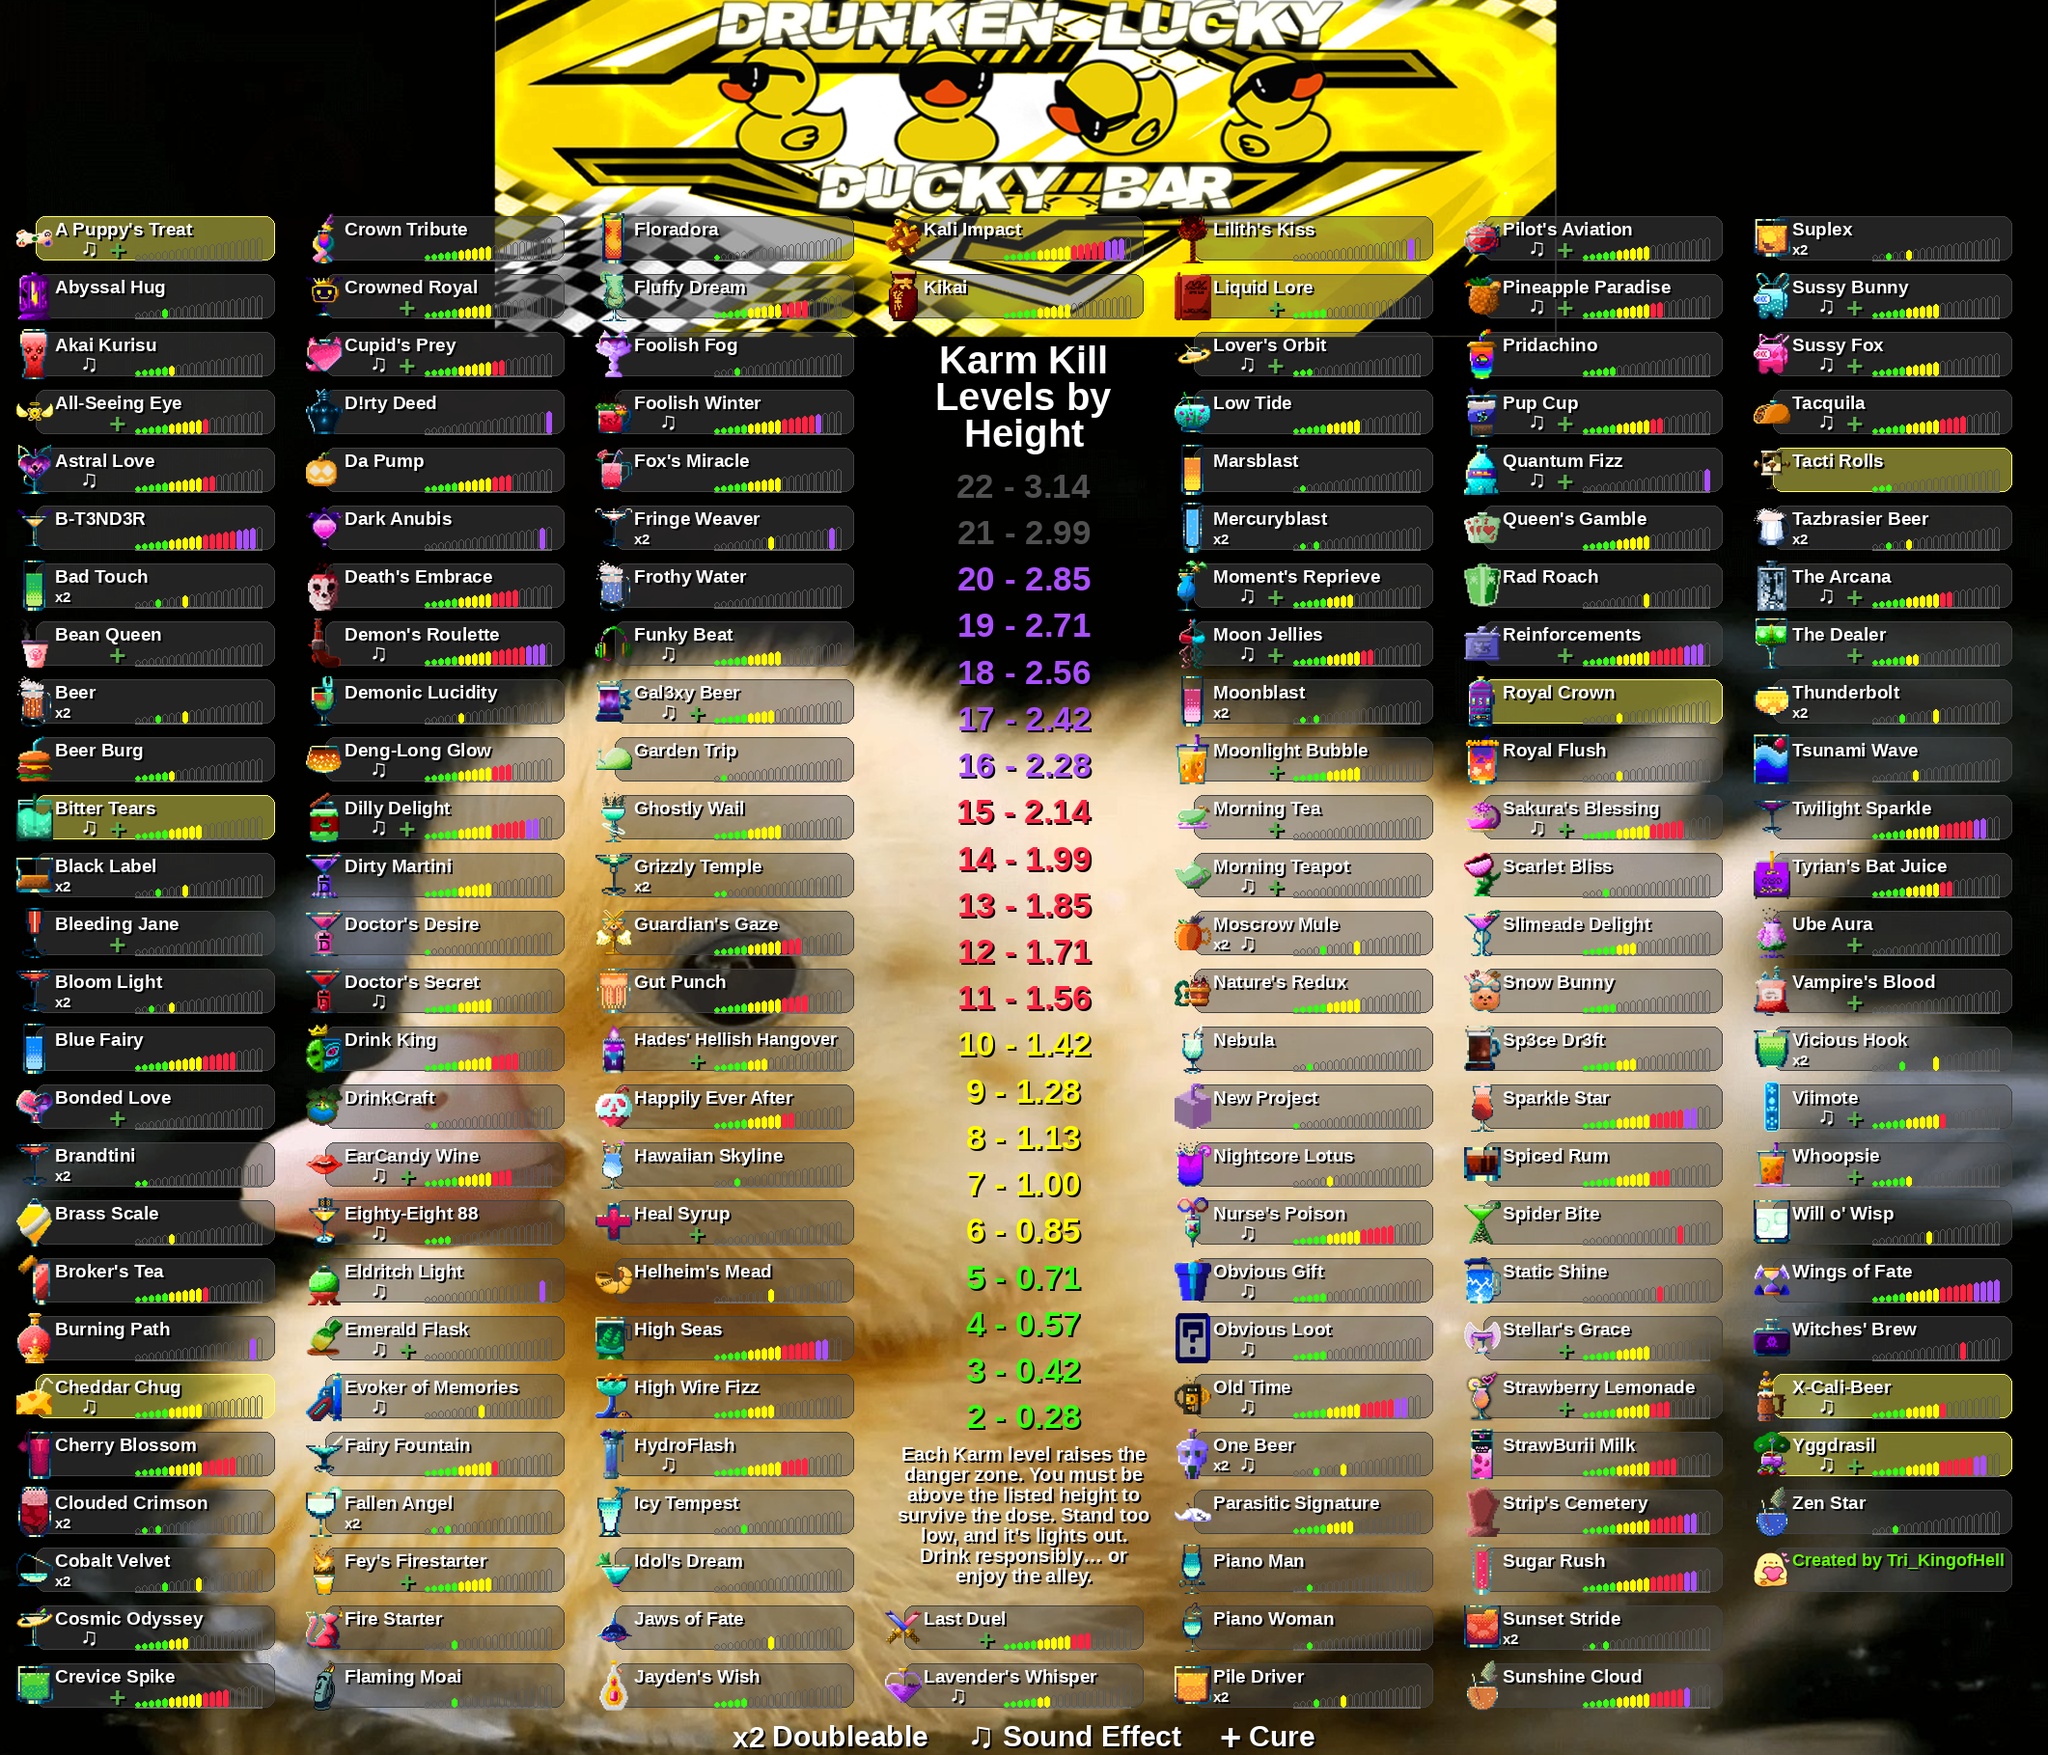 DRUNKEN LUCKY
DUCKY BAR
A Puppy's Treat
♫ +
Abyssal Hug
Akai Kurisu
♫
All-Seeing Eye
+
Astral Love
♫
B-T3ND3R
Bad Touch
x2
Bean Queen
+
Beer
x2
Beer Burg
Bitter Tears
♫ +
Black Label
x2
Bleeding Jane
+
Bloom Light
x2
Blue Fairy
Bonded Love
+
Brandtini
x2
Brass Scale
Broker's Tea
Burning Path
Cheddar Chug
♫
Cherry Blossom
Clouded Crimson
x2
Cobalt Velvet
x2
Cosmic Odyssey
♫
Crevice Spike
+
Crown Tribute
Crowned Royal
+
Cupid's Prey
♫ +
D!rty Deed
Da Pump
Dark Anubis
Death's Embrace
Demon's Roulette
♫
Demonic Lucidity
Deng-Long Glow
♫
Dilly Delight
♫ +
Dirty Martini
Doctor's Desire
Doctor's Secret
♫
Drink King
DrinkCraft
EarCandy Wine
♫ +
Eighty-Eight 88
♫
Eldritch Light
♫
Emerald Flask
♫ +
Evoker of Memories
♫
Fairy Fountain
Fallen Angel
x2
Fey's Firestarter
+
Fire Starter
Flaming Moai
Floradora
Fluffy Dream
Foolish Fog
Foolish Winter
♫
Fox's Miracle
Fringe Weaver
x2
Frothy Water
Funky Beat
♫
Gal3xy Beer
♫ +
Garden Trip
Ghostly Wail
Grizzly Temple
x2
Guardian's Gaze
Gut Punch
Hades' Hellish Hangover
+
Happily Ever After
Hawaiian Skyline
Heal Syrup
+
Helheim's Mead
High Seas
High Wire Fizz
HydroFlash
♫
Icy Tempest
Idol's Dream
Jaws of Fate
Jayden's Wish
Kali Impact
Kikai
Karm Kill
Levels by
Height
22 - 3.14
21 - 2.99
20 - 2.85
19 - 2.71
18 - 2.56
17 - 2.42
16 - 2.28
15 - 2.14
14 - 1.99
13 - 1.85
12 - 1.71
11 - 1.56
10 - 1.42
9 - 1.28
8 - 1.13
7 - 1.00
6 - 0.85
5 - 0.71
4 - 0.57
3 - 0.42
2 - 0.28
Each Karm level raises the
danger zone. You must be
above the listed height to
survive the dose. Stand too
low, and it's lights out.
Drink responsibly... or
enjoy the alley.
Last Duel
+
Lavender's Whisper
♫
Lilith's Kiss
Liquid Lore
+
Lover's Orbit
♫ +
Low Tide
Marsblast
Mercuryblast
x2
Moment's Reprieve
♫ +
Moon Jellies
♫ +
Moonblast
x2
Moonlight Bubble
+
Morning Tea
+
Morning Teapot
♫ +
Moscrow Mule
x2 ♫
Nature's Redux
Nebula
New Project
Nightcore Lotus
Nurse's Poison
Obvious Gift
♫
Obvious Loot
♫
Old Time
♫
One Beer
x2 ♫
Parasitic Signature
Piano Man
Piano Woman
Pile Driver
x2
Pilot's Aviation
♫ +
Pineapple Paradise
♫ +
Pridachino
Pup Cup
♫ +
Quantum Fizz
♫ +
Queen's Gamble
Rad Roach
Reinforcements
+
Royal Crown
Royal Flush
Sakura's Blessing
♫ +
Scarlet Bliss
Slimeade Delight
Snow Bunny
Sp3ce Dr3ft
Sparkle Star
Spiced Rum
Spider Bite
Static Shine
Stellar's Grace
+
Strawberry Lemonade
+
StrawBurii Milk
Strip's Cemetery
Sugar Rush
Sunset Stride
x2
Sunshine Cloud
Suplex
x2
Sussy Bunny
♫ +
Sussy Fox
♫ +
Tacquila
♫ +
Tacti Rolls
Tazbrasier Beer
x2
The Arcana
♫ +
The Dealer
+
Thunderbolt
x2
Tsunami Wave
Twilight Sparkle
Tyrian's Bat Juice
Ube Aura
+
Vampire's Blood
+
Vicious Hook
x2
Viimote
♫ +
Whoopsie
+
Will o' Wisp
Wings of Fate
Witches' Brew
X-Cali-Beer
♫
Yggdrasil
♫ +
Zen Star
Created by Tri_KingofHell
x2 Doubleable ♫ Sound Effect + Cure